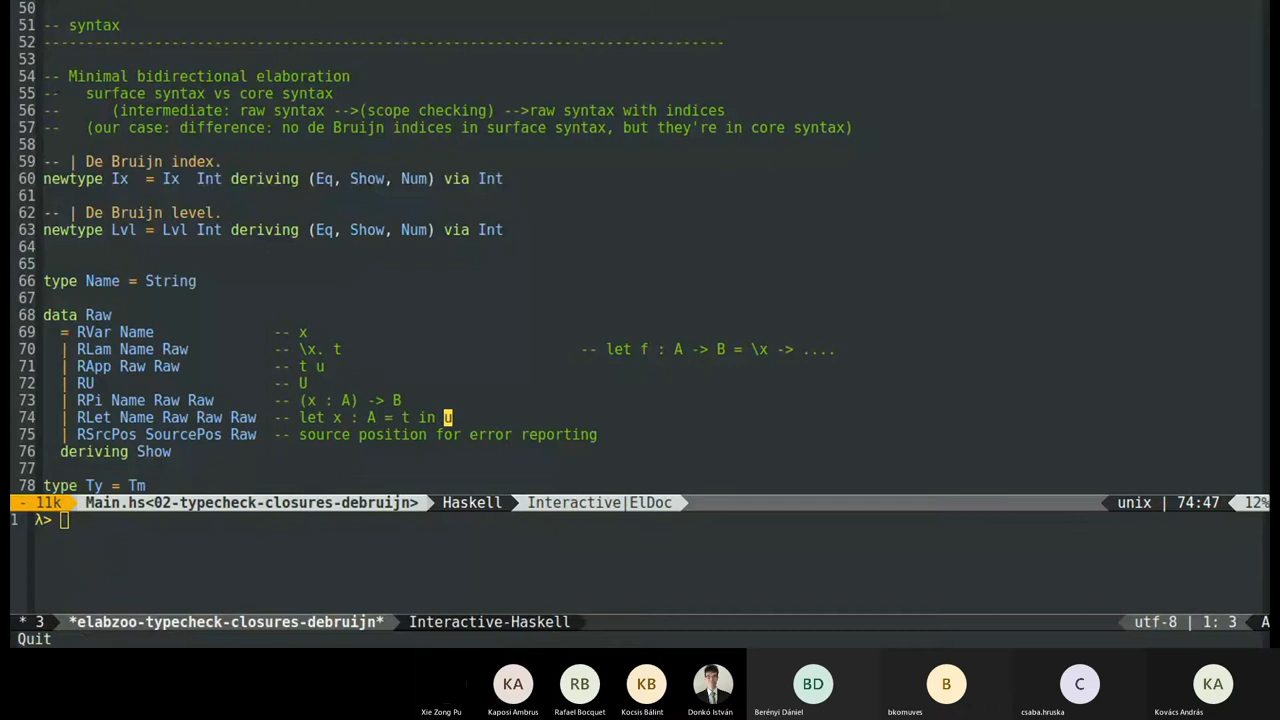 50
51 -- syntax
52 --------------------------------------------------------------------------------
53
54 -- Minimal bidirectional elaboration
55 --   surface syntax vs core syntax
56 --      (intermediate: raw syntax -->(scope checking) -->raw syntax with indices
57 --   (our case: difference: no de Bruijn indices in surface syntax, but they're in core syntax)
58
59 -- | De Bruijn index.
60 newtype Ix  = Ix  Int deriving (Eq, Show, Num) via Int
61
62 -- | De Bruijn level.
63 newtype Lvl = Lvl Int deriving (Eq, Show, Num) via Int
64
65
66 type Name = String
67
68 data Raw
69   = RVar Name              -- x
70   | RLam Name Raw          -- \x. t                            -- let f : A -> B = \x -> ....
71   | RApp Raw Raw           -- t u
72   | RU                     -- U
73   | RPi Name Raw Raw       -- (x : A) -> B
74   | RLet Name Raw Raw Raw  -- let x : A = t in u
75   | RSrcPos SourcePos Raw  -- source position for error reporting
76   deriving Show
77
78 type Ty = Tm
- 11k Main.hs<02-typecheck-closures-debruijn> Haskell Interactive|ElDoc unix | 74:47 12%
1 λ>
* 3 *elabzoo-typecheck-closures-debruijn* Interactive-Haskell utf-8 | 1: 3 A
Quit
KA RB KB BD B C KA
Xie Zong Pu Kaposi Ambrus Rafael Bocquet Kocsis Bálint Donkó István Berényi Dániel bkomuves csaba.hruska Kovács András